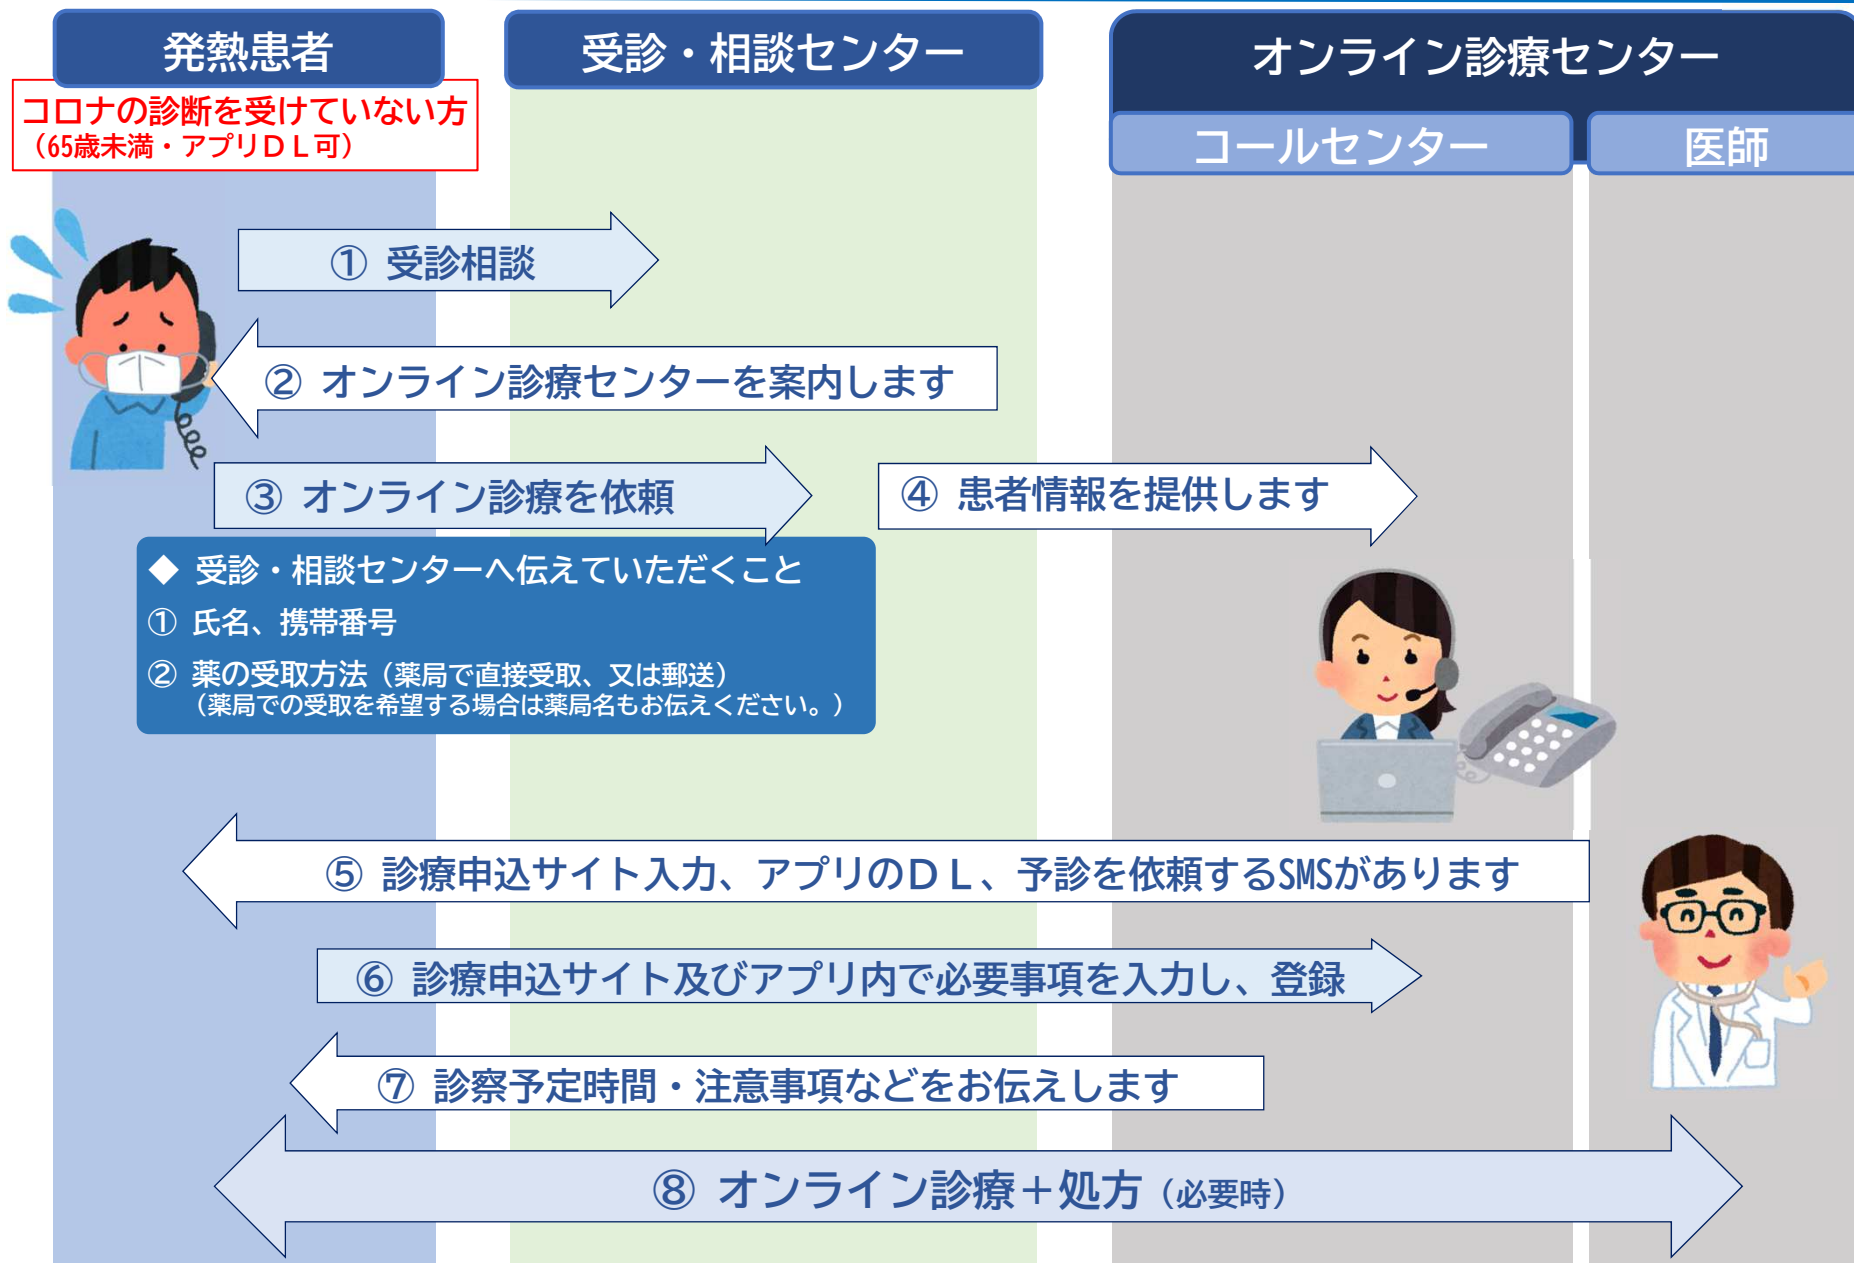 発熱患者
受診・相談センター
オンライン診療センター
コールセンター
医師
コロナの診断を受けていない方
（65歳未満・アプリＤＬ可）
① 受診相談
② オンライン診療センターを案内します
③ オンライン診療を依頼
④ 患者情報を提供します
◆ 受診・相談センターへ伝えていただくこと
① 氏名、携帯番号
② 薬の受取方法（薬局で直接受取、又は郵送）
（薬局での受取を希望する場合は薬局名もお伝えください。）
⑤ 診療申込サイト入力、アプリのＤＬ、予診を依頼するSMSがあります
⑥ 診療申込サイト及びアプリ内で必要事項を入力し、登録
⑦ 診察予定時間・注意事項などをお伝えします
⑧ オンライン診療＋処方（必要時）